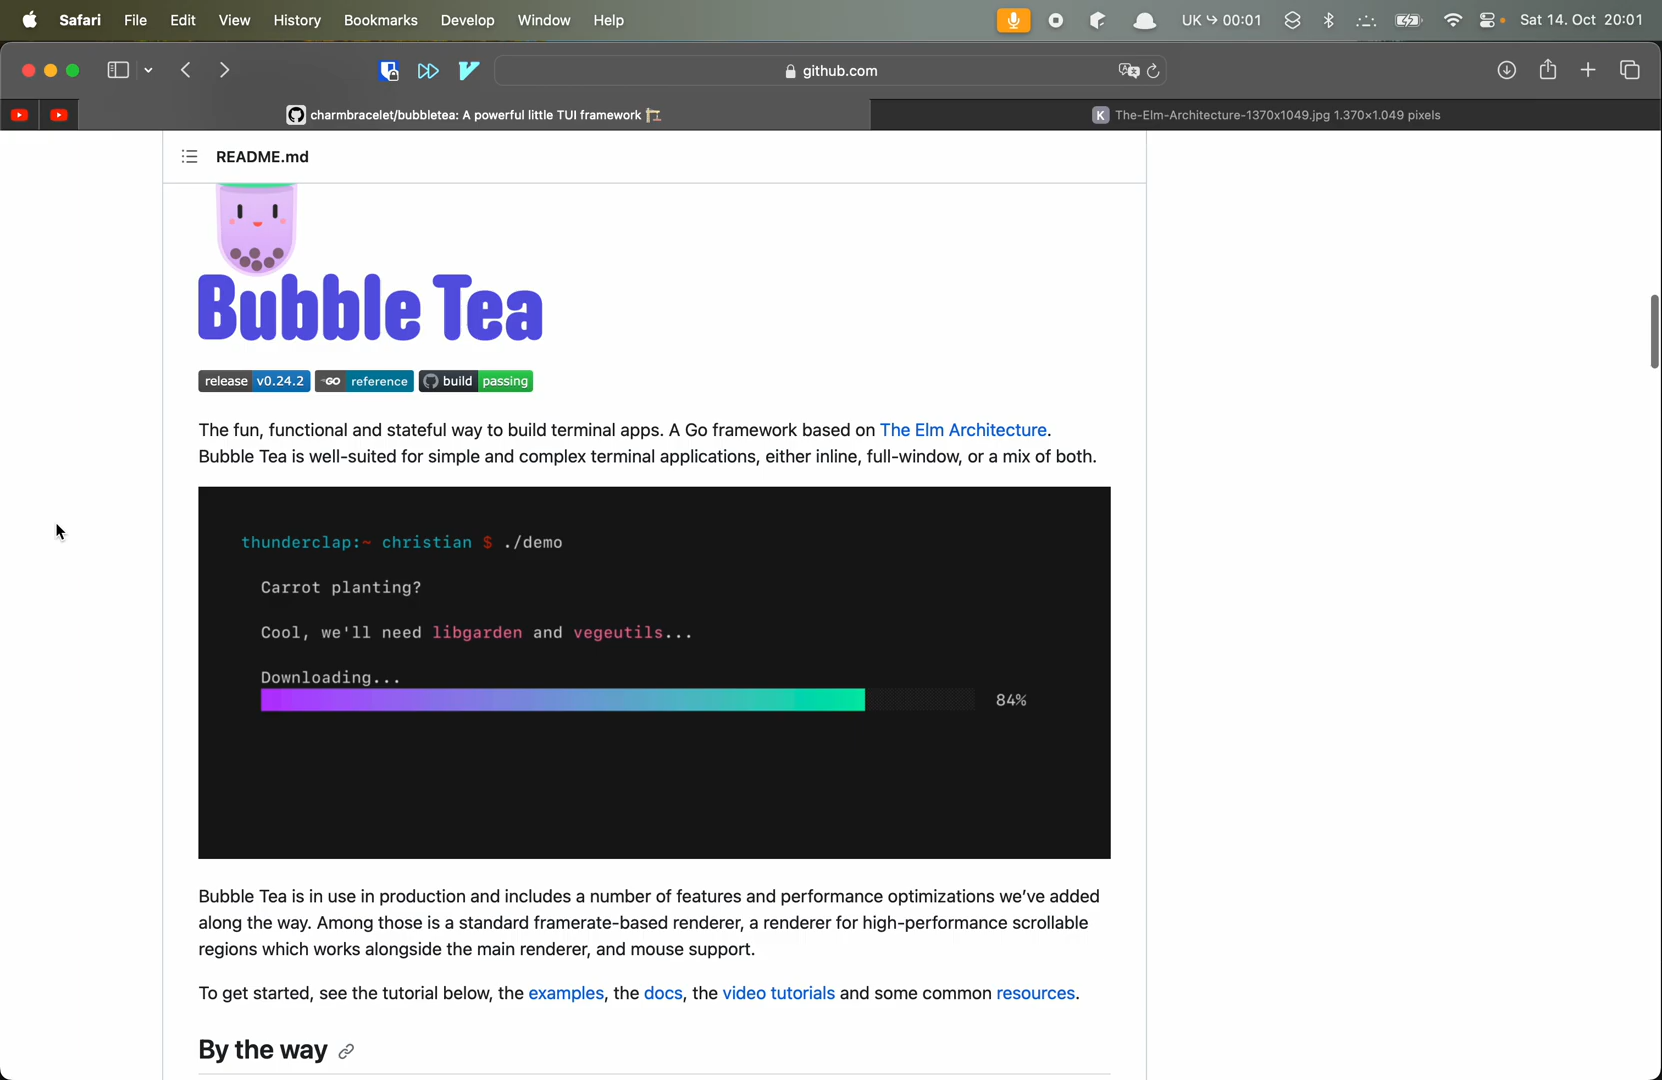 Safari File Edit View History Bookmarks Develop Window Help UK ↪ 00:01 Sat 14. Oct 20:01
github.com
charmbracelet/bubbletea: A powerful little TUI framework 🏗️
K The-Elm-Architecture-1370x1049.jpg 1.370×1.049 pixels
README.md
Bubble Tea
release v0.24.2 GO reference build passing
The fun, functional and stateful way to build terminal apps. A Go framework based on The Elm Architecture.
Bubble Tea is well-suited for simple and complex terminal applications, either inline, full-window, or a mix of both.
thunderclap:~ christian $ ./demo
Carrot planting?
Cool, we'll need libgarden and vegeutils...
Downloading...
84%
Bubble Tea is in use in production and includes a number of features and performance optimizations we’ve added
along the way. Among those is a standard framerate-based renderer, a renderer for high-performance scrollable
regions which works alongside the main renderer, and mouse support.
To get started, see the tutorial below, the examples, the docs, the video tutorials and some common resources.
By the way